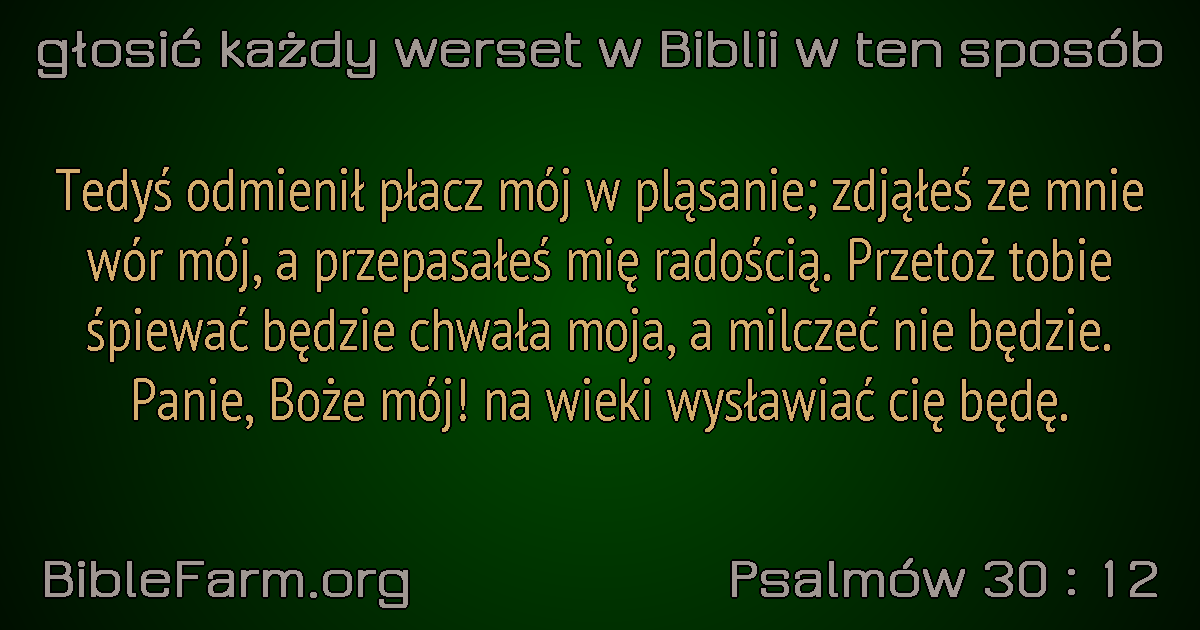 głosić każdy werset w Biblii w ten sposób
Tedyś odmienił płacz mój w pląsanie; zdjąłeś ze mnie
wór mój, a przepasałeś mię radością. Przetoż tobie
śpiewać będzie chwała moja, a milczeć nie będzie.
Panie, Boże mój! na wieki wysławiać cię będę.
BibleFarm.org
Psalmów 30 : 12